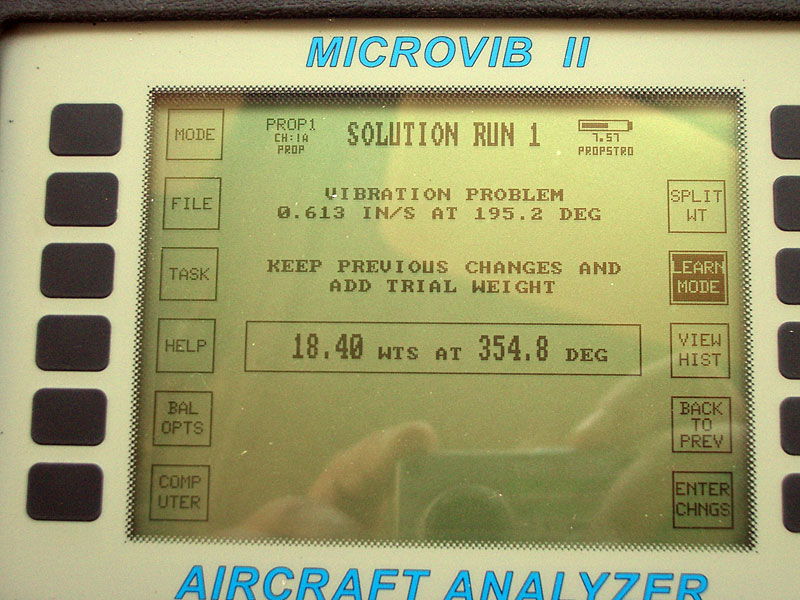 MICROVIB II
MODE
PROP1
CH:1A
PROP
SOLUTION RUN 1
7.57
PROPSTRO
FILE
VIBRATION PROBLEM
0.613 IN/S AT 195.2 DEG
SPLIT
WT
TASK
KEEP PREVIOUS CHANGES AND
ADD TRIAL WEIGHT
LEARN
MODE
HELP
18.40 WTS AT 354.8 DEG
VIEW
HIST
BAL
OPTS
BACK
TO
PREV
COMP
UTER
ENTER
CHNGS
AIRCRAFT ANALYZER